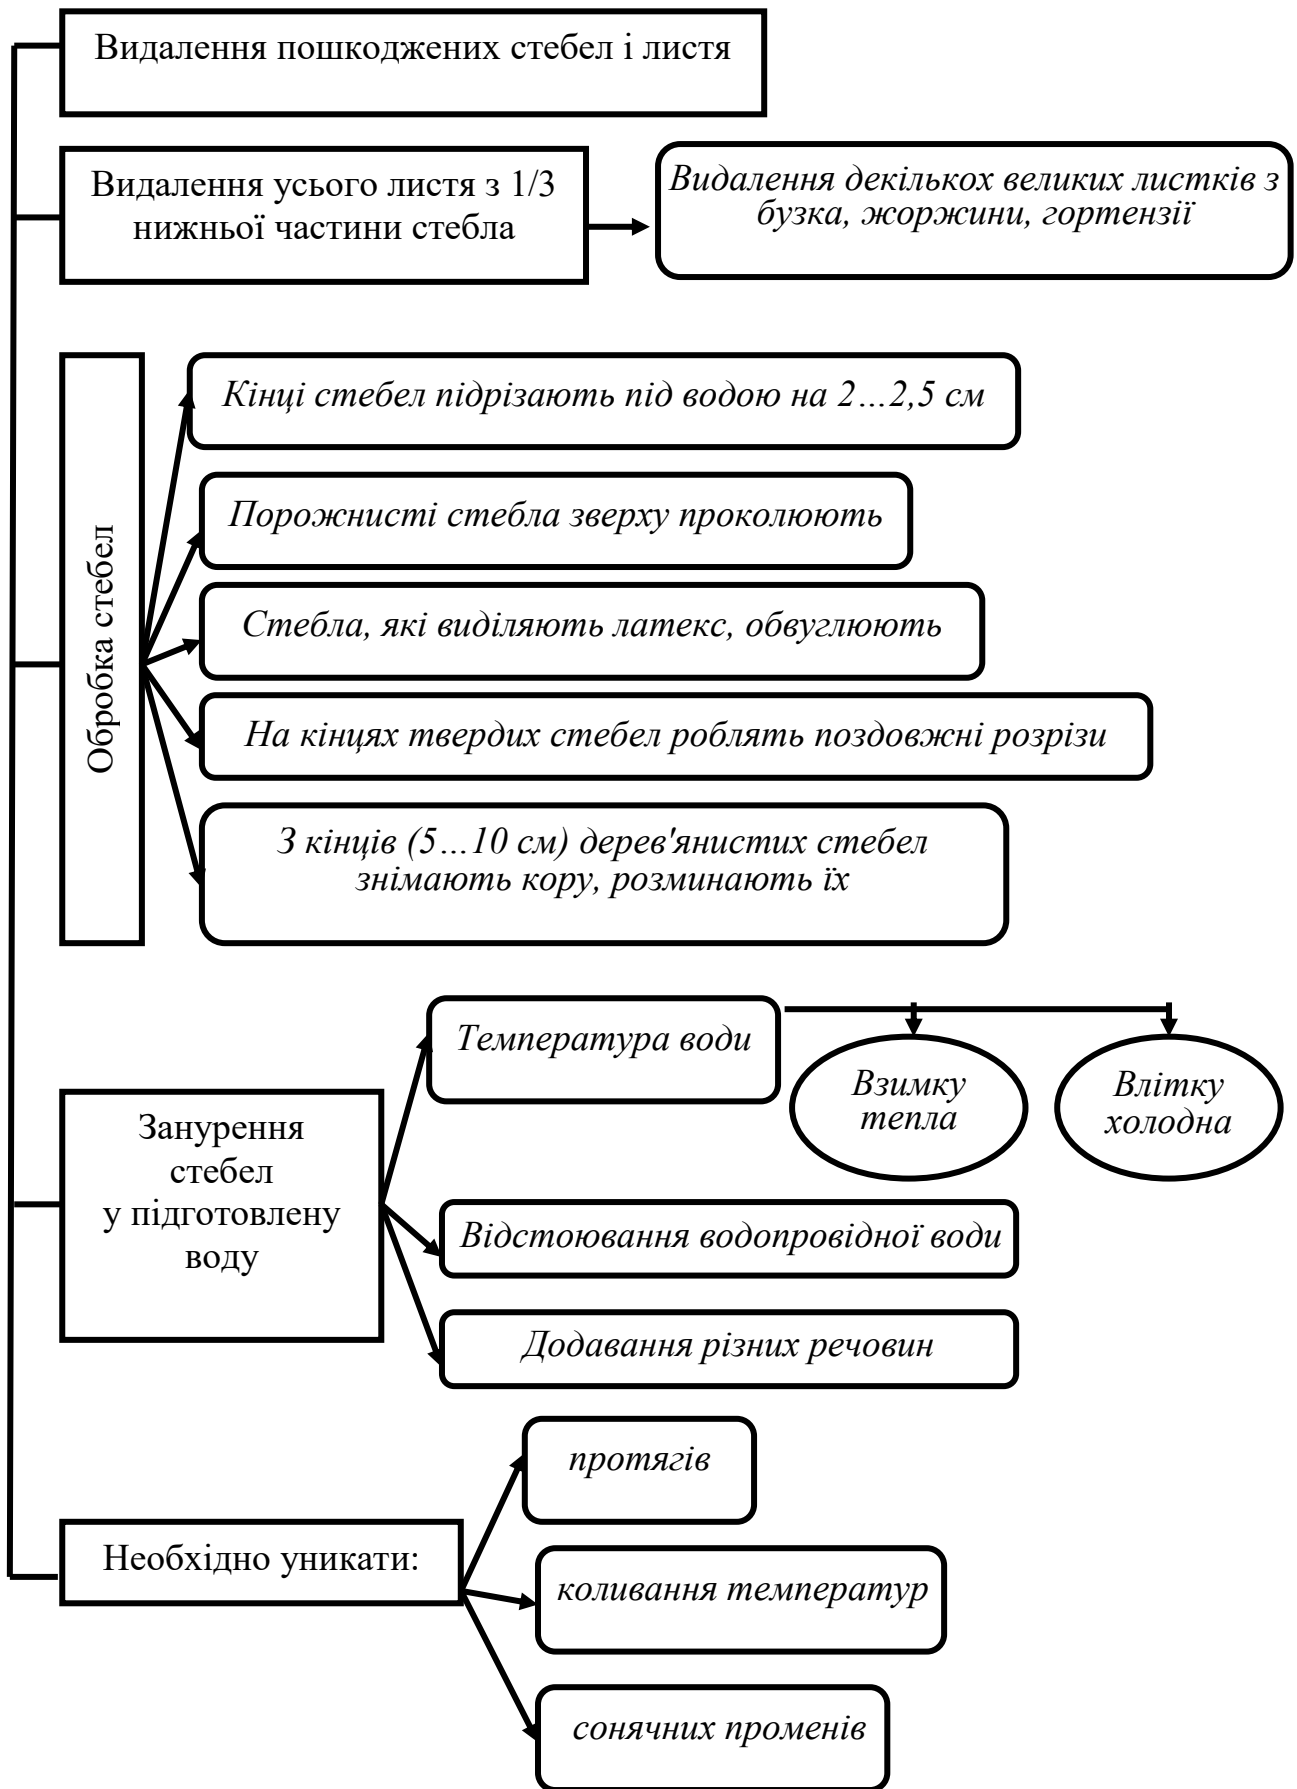 Видалення пошкоджених стебел і листя
Видалення усього листя з 1/3
нижньої частини стебла
Видалення декількох великих листків з
бузка, жоржини, гортензії
Обробка стебел
Кінці стебел підрізають під водою на 2…2,5 см
Порожнисті стебла зверху проколюють
Стебла, які виділяють латекс, обвуглюють
На кінцях твердих стебел роблять поздовжні розрізи
З кінців (5…10 см) дерев'янистих стебел
знімають кору, розминають їх
Занурення
стебел
у підготовлену
воду
Температура води
Взимку
тепла
Влітку
холодна
Відстоювання водопровідної води
Додавання різних речовин
Необхідно уникати:
протягів
коливання температур
сонячних променів